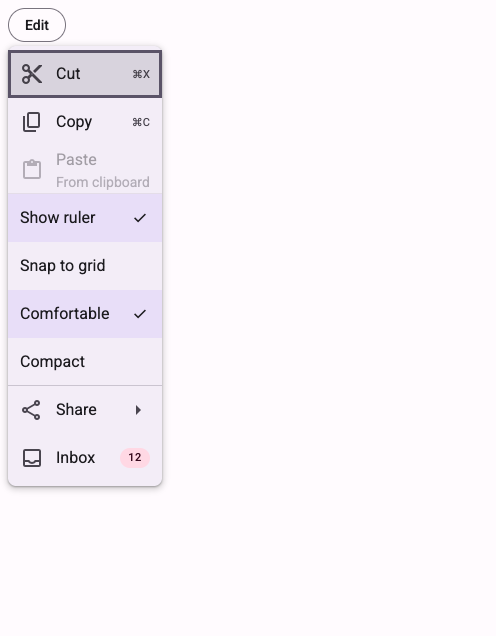 Edit
Cut ⌘X
Copy ⌘C
Paste
From clipboard
Show ruler
Snap to grid
Comfortable
Compact
Share
Inbox 12